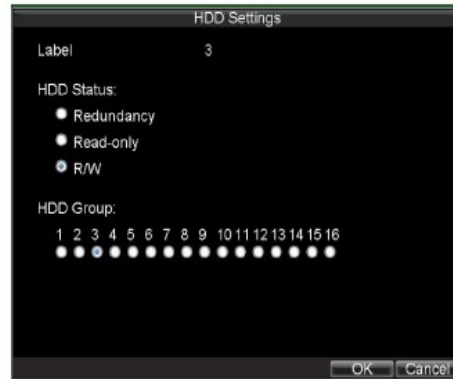 HDD Settings
Label 3
HDD Status:
Redundancy
Read-only
R/W
HDD Group:
1 2 3 4 5 6 7 8 9 10 11 12 13 14 15 16
OK Cancel